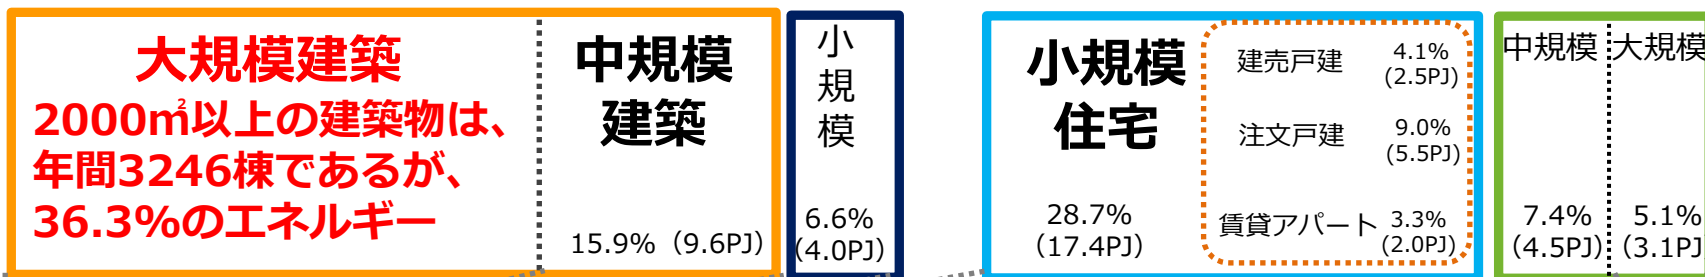 大規模建築
2000㎡以上の建築物は、
年間3246棟であるが、
36.3%のエネルギー
中規模
建築
15.9%（9.6PJ）
小
規
模
6.6%
(4.0PJ)
小規模
住宅
28.7%
（17.4PJ）
建売戸建 4.1%
(2.5PJ)
注文戸建 9.0%
(5.5PJ)
賃貸アパート 3.3%
(2.0PJ)
中規模
7.4%
(4.5PJ)
大規模
5.1%
(3.1PJ